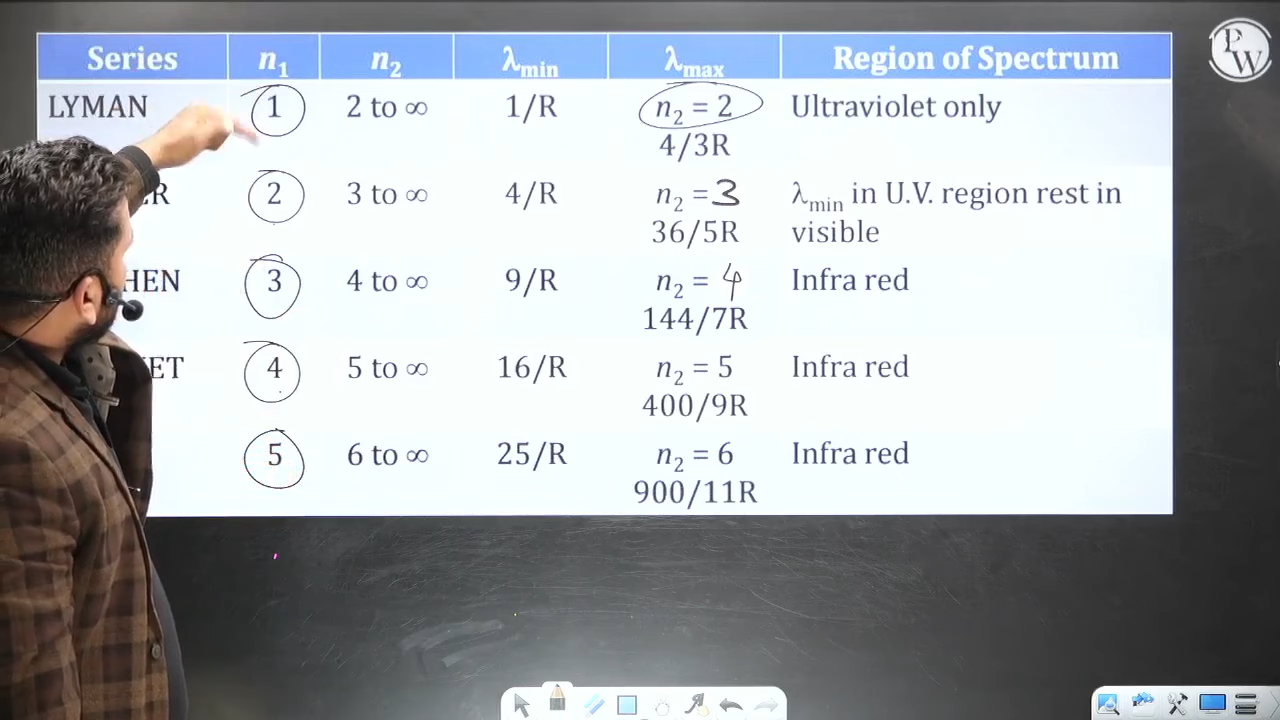 Series n₁ n₂ λmin λmax Region of Spectrum
LYMAN 1 2 to ∞ 1/R n₂ = 2 Ultraviolet only
4/3R
ER 2 3 to ∞ 4/R n₂ = 3 λmin in U.V. region rest in
36/5R visible
HEN 3 4 to ∞ 9/R n₂ = 4 Infra red
144/7R
ET 4 5 to ∞ 16/R n₂ = 5 Infra red
400/9R
5 6 to ∞ 25/R n₂ = 6 Infra red
900/11R
P
W